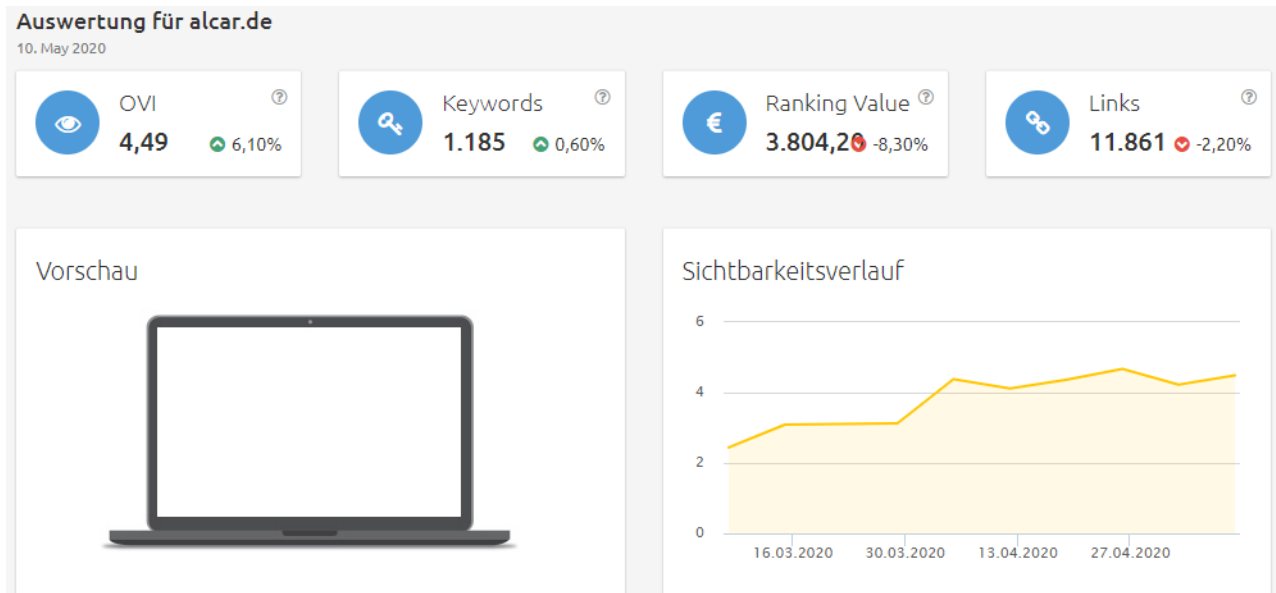 Auswertung für alcar.de
10. May 2020
OVI
4,49 6,10%
Keywords
1.185 0,60%
Ranking Value
3.804,20 -8,30%
Links
11.861 -2,20%
Vorschau
Sichtbarkeitsverlauf
6
4
2
0
16.03.2020 30.03.2020 13.04.2020 27.04.2020